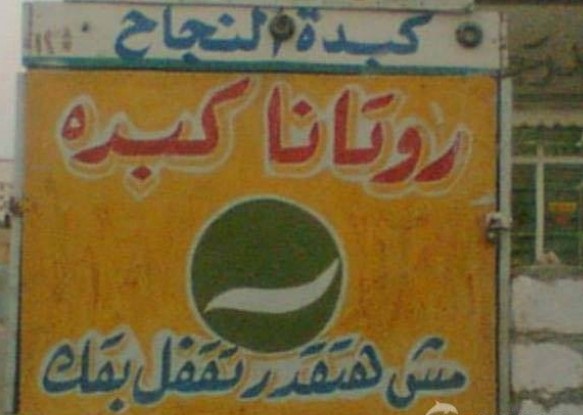 كبدة النجاح
روتانا كبده
مش هتقدر تقفل بقك